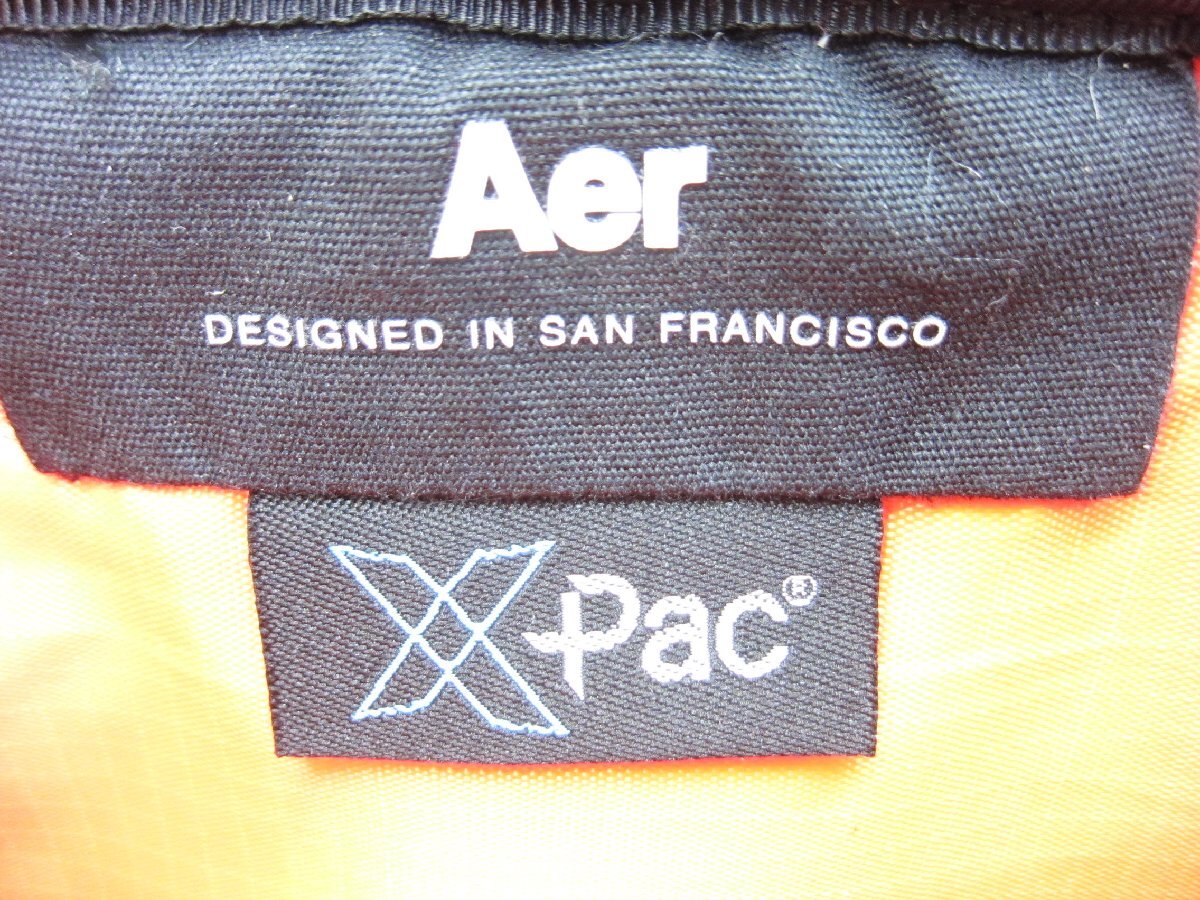 Aer
DESIGNED IN SAN FRANCISCO
X-Pac®